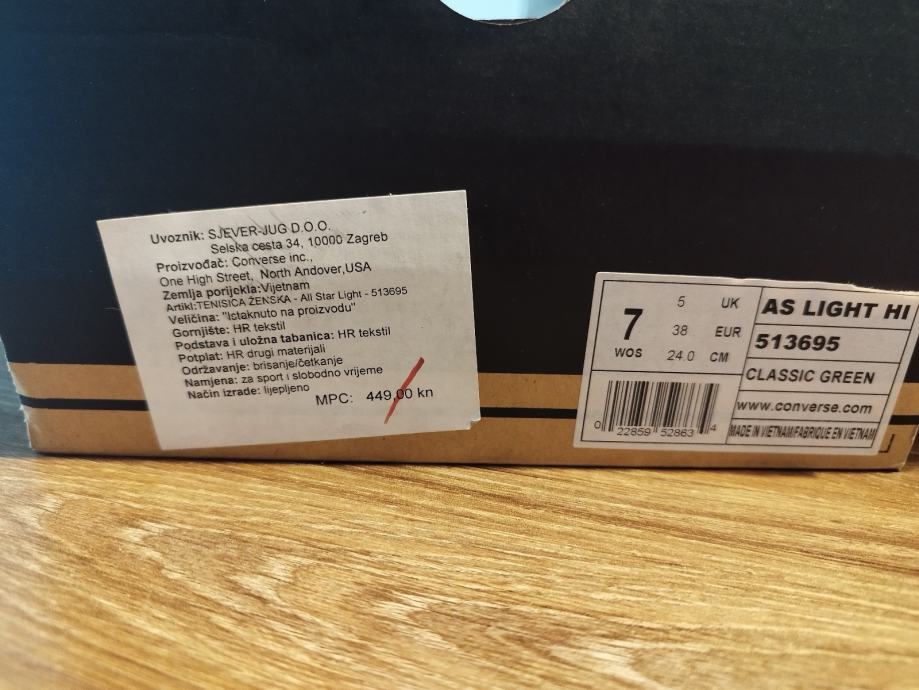 Uvoznik: SJEVER-JUG D.O.O.
Selska cesta 34, 10000 Zagreb
Proizvođač: Converse inc.,
One High Street, North Andover,USA
Zemlja porijekla:Vijetnam
Artikl:TENISICA ŽENSKA - All Star Light - 513695
Veličina: "Istaknuto na proizvodu"
Gornjište: HR tekstil
Podstava i uložna tabanica: HR tekstil
Potplat: HR drugi materijali
Održavanje: brisanje/četkanje
Namjena: za sport i slobodno vrijeme
Način izrade: lijepljeno
MPC: 449,00 kn
7 WOS
5 UK
38 EUR
24.0 CM
0 22859 52863 4
AS LIGHT HI
513695
CLASSIC GREEN
www.converse.com
MADE IN VIETNAM/FABRIQUE EN VIETNAM